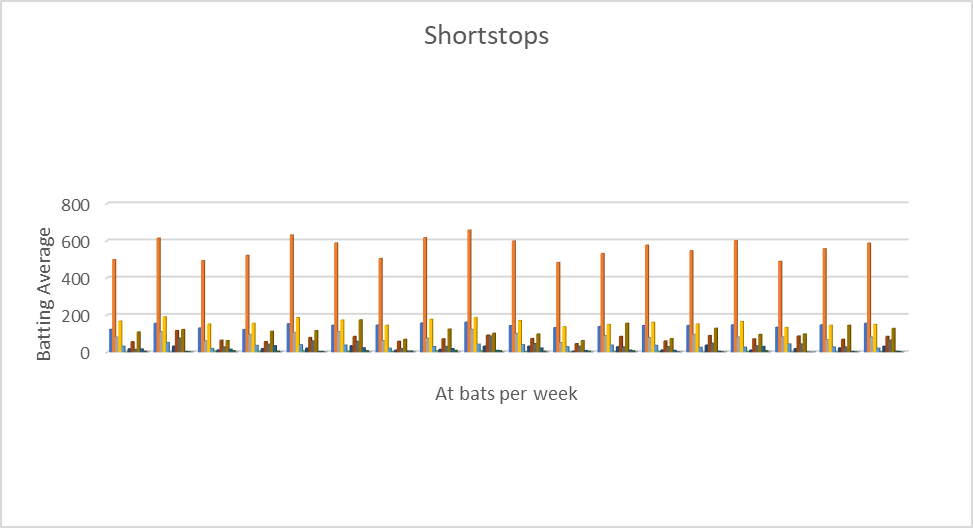 Shortstops
800
600
400
200
0
Batting Average
At bats per week